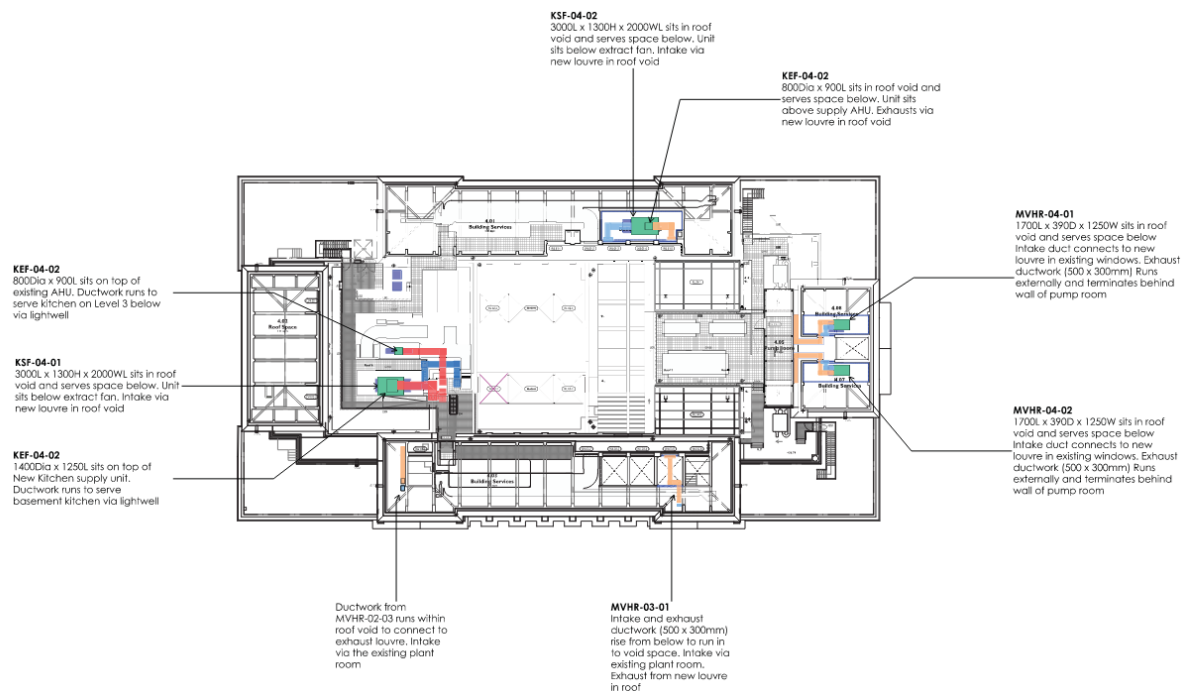 KSF-04-02
3000L x 1300H x 2000WL sits in roof
void and serves space below. Unit
sits below extract fan. Intake via
new louvre in roof void
KEF-04-02
800Dia x 900L sits in roof void and
serves space below. Unit sits
above supply AHU. Exhausts via
new louvre in roof void
MVHR-04-01
1700L x 390D x 1250W sits in roof
void and serves space below
Intake duct connects to new
louvre in existing windows. Exhaust
ductwork (500 x 300mm) Runs
externally and terminates behind
wall of pump room
KEF-04-02
800Dia x 900L sits on top of
existing AHU. Ductwork runs to
serve kitchen on Level 3 below
via lightwell
KSF-04-01
3000L x 1300H x 2000WL sits in roof
void and serves space below. Unit
sits below extract fan. Intake via
new louvre in roof void
KEF-04-02
1400Dia x 1250L sits on top of
New Kitchen supply unit.
Ductwork runs to serve
basement kitchen via lightwell
MVHR-04-02
1700L x 390D x 1250W sits in roof
void and serves space below
Intake duct connects to new
louvre in existing windows. Exhaust
ductwork (500 x 300mm) Runs
externally and terminates behind
wall of pump room
4.01
Building Services
Roof Space
Building Services
4.05
Pump Room
4.07
Building Services
Building Services
Ductwork from
MVHR-02-03 runs within
roof void to connect to
exhaust louvre. Intake
via the existing plant
room
MVHR-03-01
Intake and exhaust
ductwork (500 x 300mm)
rise from below to run in
to void space. Intake via
existing plant room.
Exhaust from new louvre
in roof